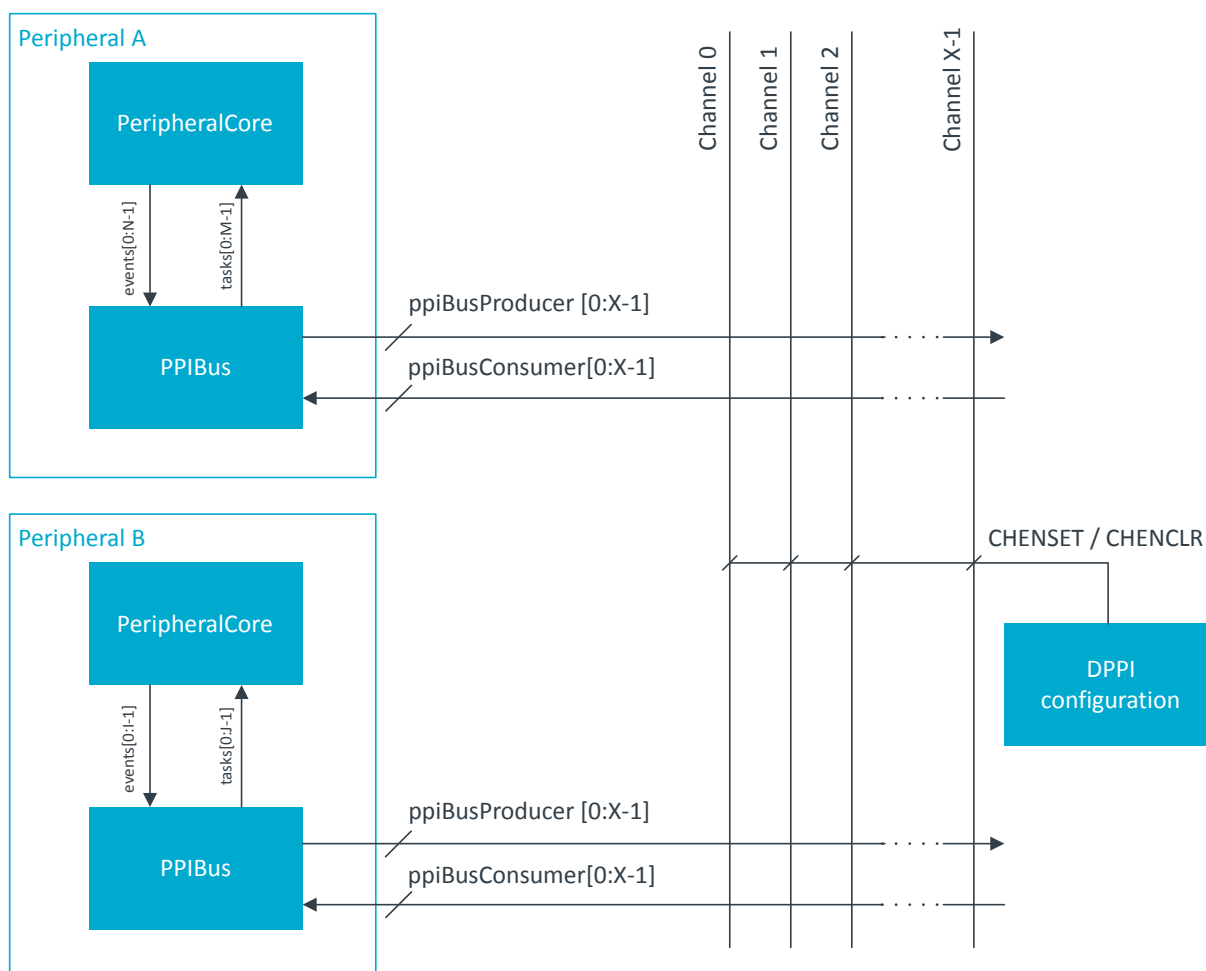 Peripheral A
PeripheralCore
events[0:N-1]
tasks[0:M-1]
PPIBus
ppiBusProducer [0:X-1]
ppiBusConsumer[0:X-1]
Channel 0
Channel 1
Channel 2
Channel X-1
Peripheral B
PeripheralCore
events[0:I-1]
tasks[0:J-1]
PPIBus
ppiBusProducer [0:X-1]
ppiBusConsumer[0:X-1]
CHENSET / CHENCLR
DPPI
configuration